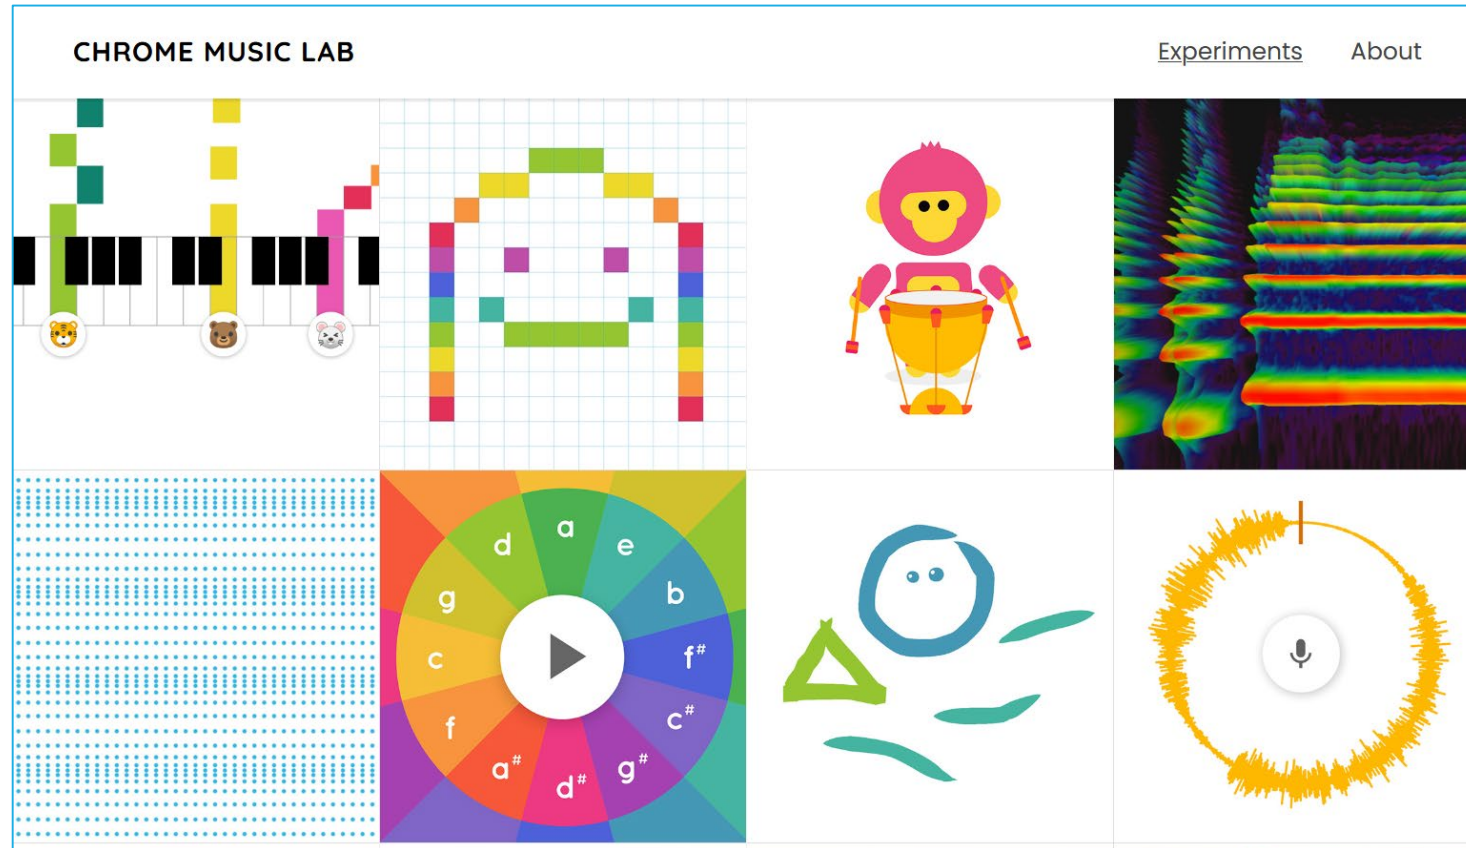 CHROME MUSIC LAB
Experiments About
a
d e
g b
c f#
f c#
a# g#
d#